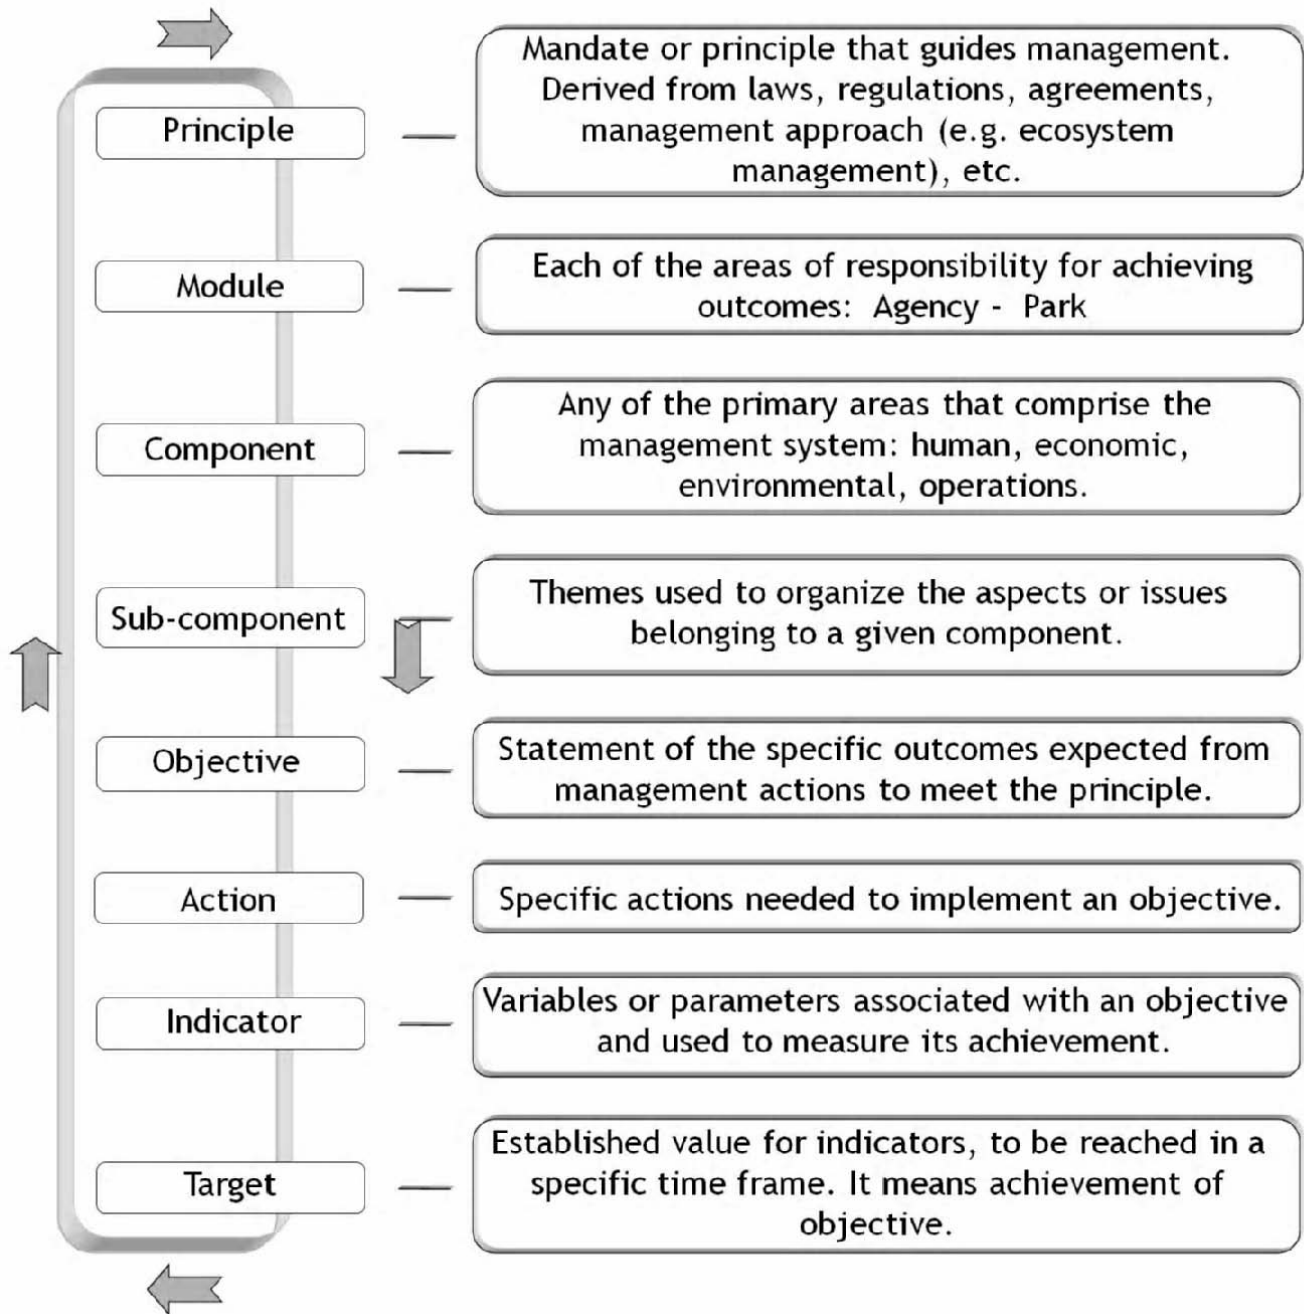 Principle
Mandate or principle that guides management.
Derived from laws, regulations, agreements,
management approach (e.g. ecosystem
management), etc.
Module
Each of the areas of responsibility for achieving
outcomes: Agency - Park
Component
Any of the primary areas that comprise the
management system: human, economic,
environmental, operations.
Sub-component
Themes used to organize the aspects or issues
belonging to a given component.
Objective
Statement of the specific outcomes expected from
management actions to meet the principle.
Action
Specific actions needed to implement an objective.
Indicator
Variables or parameters associated with an objective
and used to measure its achievement.
Target
Established value for indicators, to be reached in a
specific time frame. It means achievement of
objective.